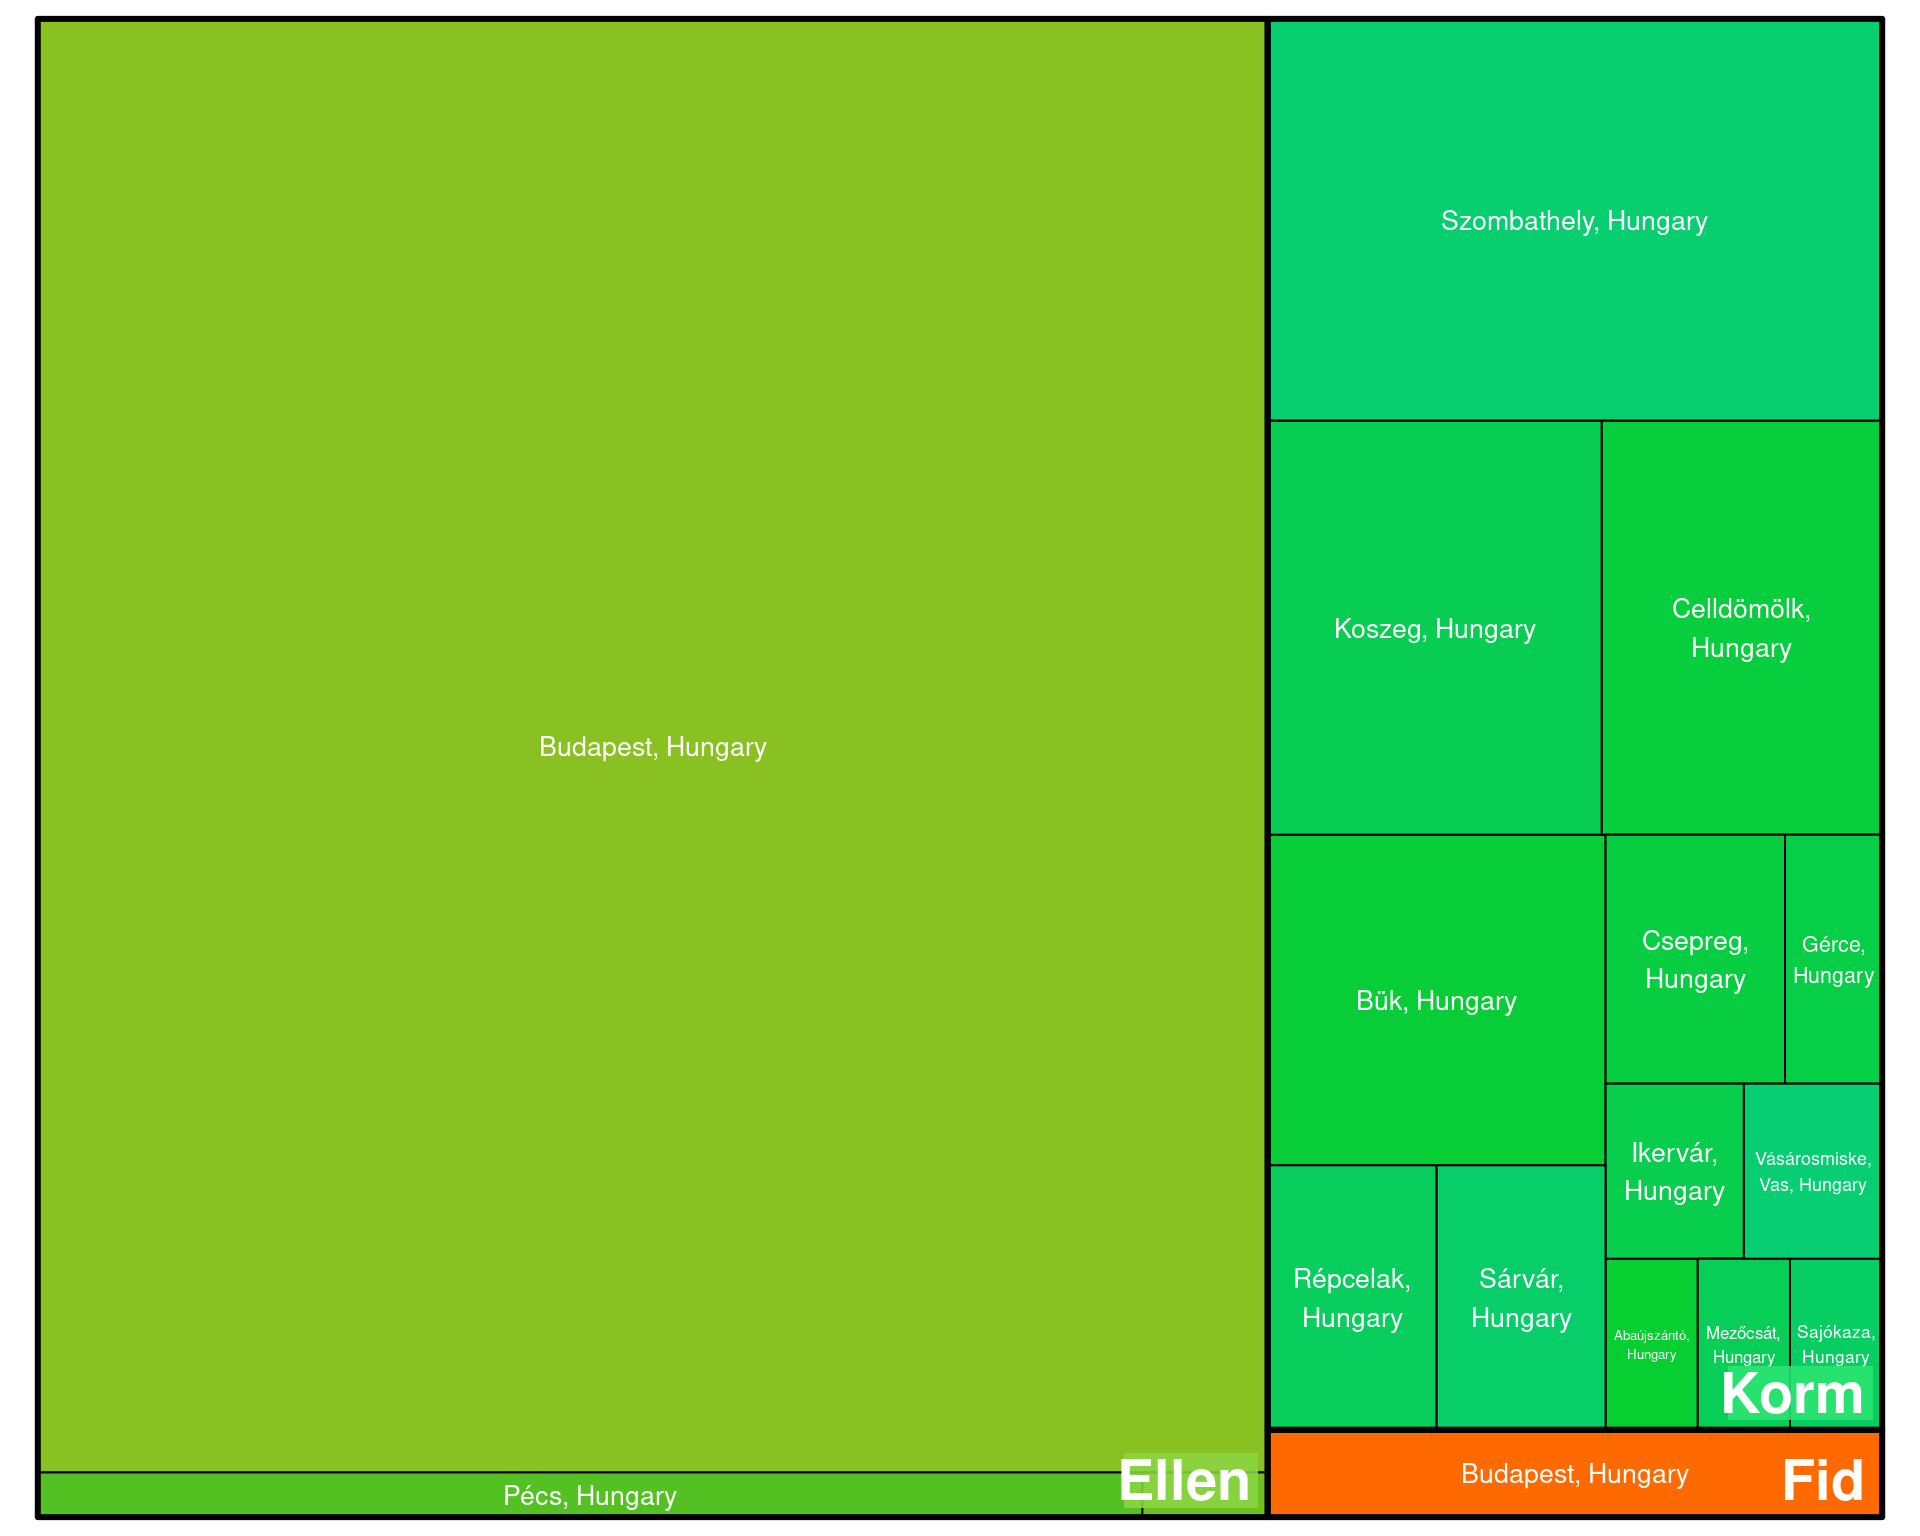 Budapest, Hungary
Pécs, Hungary
Ellen
Szombathely, Hungary
Koszeg, Hungary
Celldömölk,
Hungary
Bük, Hungary
Csepreg,
Hungary
Gérce,
Hungary
Ikervár,
Hungary
Vásárosmiske,
Vas, Hungary
Répcelak,
Hungary
Sárvár,
Hungary
Abaújszántó,
Hungary
Mezőcsát,
Hungary
Sajókaza,
Hungary
Korm
Budapest, Hungary
Fid